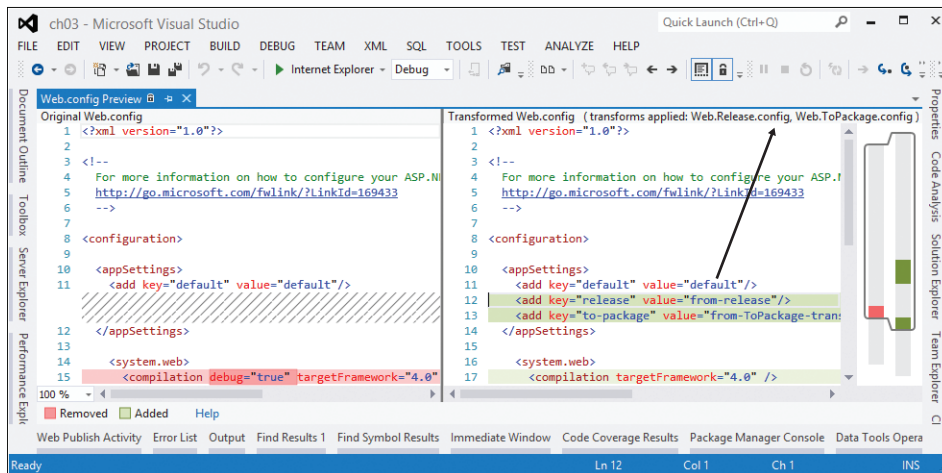 ch03 - Microsoft Visual Studio
Quick Launch (Ctrl+Q)
FILE EDIT VIEW PROJECT BUILD DEBUG TEAM XML SQL TOOLS TEST ANALYZE HELP
Internet Explorer Debug
Document Outline
Toolbox
Server Explorer
Performance Explo
Web.config Preview
Original Web.config
1 <?xml version="1.0"?>
2
3 <!--
4 For more information on how to configure your ASP.N
5 http://go.microsoft.com/fwlink/?LinkId=169433
6 -->
7
8 <configuration>
9
10 <appSettings>
11 <add key="default" value="default"/>
12 </appSettings>
13
14 <system.web>
15 <compilation debug="true" targetFramework="4.0"
100 %
Transformed Web.config ( transforms applied: Web.Release.config, Web.ToPackage.config )
1 <?xml version="1.0"?>
2
3 <!--
4 For more information on how to configure your ASP.N
5 http://go.microsoft.com/fwlink/?LinkId=169433
6 -->
7
8 <configuration>
9
10 <appSettings>
11 <add key="default" value="default"/>
12 <add key="release" value="from-release"/>
13 <add key="to-package" value="from-ToPackage-trans
14 </appSettings>
15
16 <system.web>
17 <compilation targetFramework="4.0" />
Properties
Code Analysis
Solution Explorer
Team Explorer
Cl
Removed Added Help
Web Publish Activity Error List Output Find Results 1 Find Symbol Results Immediate Window Code Coverage Results Package Manager Console Data Tools Opera
Ready Ln 12 Col 1 Ch 1 INS